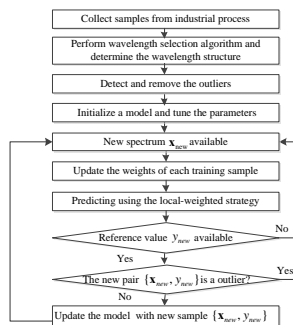 Collect samples from industrial process
Perform wavelength selection algorithm and
determine the wavelength structure
Detect and remove the outliers
Initialize a model and tune the parameters
New spectrum x_new available
Update the weights of each training sample
Predicting using the local-weighted strategy
Reference value y_new available
No
Yes
The new pair {x_new, y_new} is a outlier?
Yes
No
Update the model with new sample {x_new, y_new}